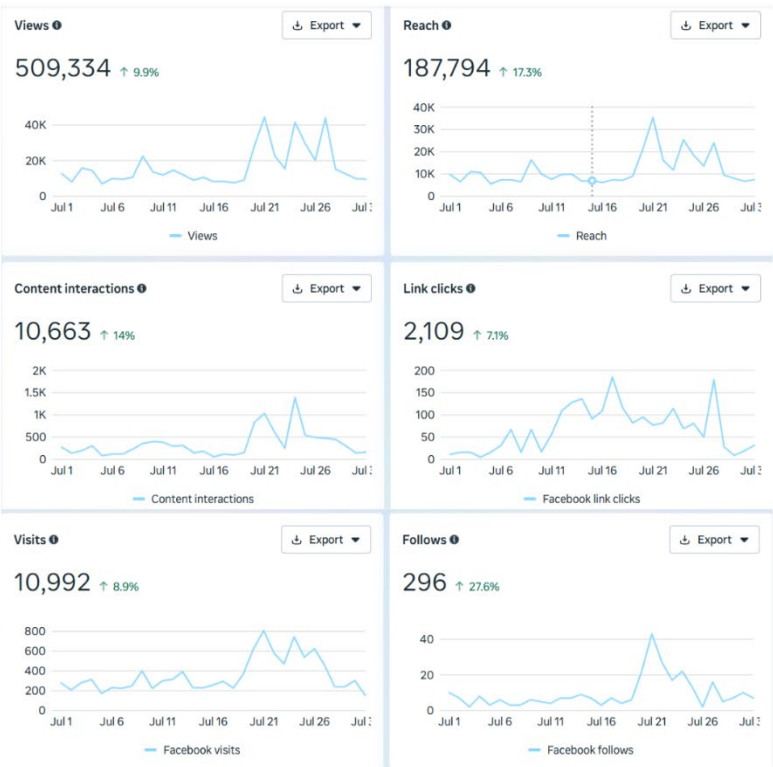 Views Export
509,334 ↑ 9.9%
40K
20K
0
Jul 1 Jul 6 Jul 11 Jul 16 Jul 21 Jul 26
Views
Reach Export
187,794 ↑ 17.3%
40K
30K
20K
10K
0
Jul 1 Jul 6 Jul 11 Jul 16 Jul 21 Jul 26
Reach
Content interactions Export
10,663 ↑ 14%
2K
1.5K
1K
500
0
Jul 1 Jul 6 Jul 11 Jul 16 Jul 21 Jul 26
Content interactions
Link clicks Export
2,109 ↑ 7.1%
200
150
100
50
0
Jul 1 Jul 6 Jul 11 Jul 16 Jul 21 Jul 26
Facebook link clicks
Visits Export
10,992 ↑ 8.9%
800
600
400
200
0
Jul 1 Jul 6 Jul 11 Jul 16 Jul 21 Jul 26
Facebook visits
Follows Export
296 ↑ 27.6%
40
20
0
Jul 1 Jul 6 Jul 11 Jul 16 Jul 21 Jul 26
Facebook follows